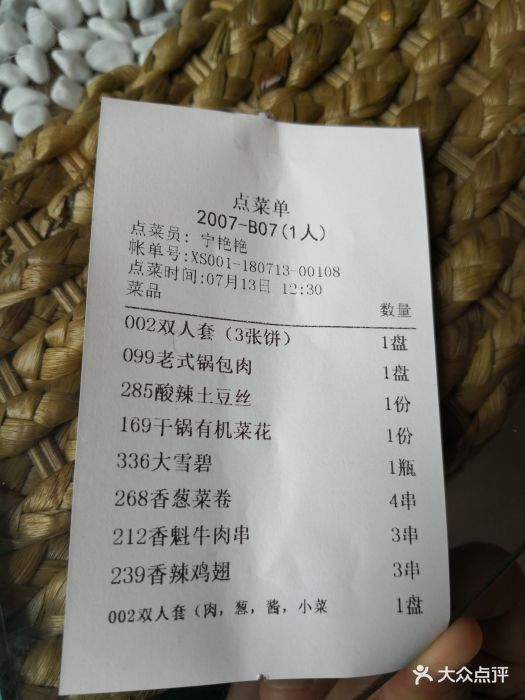 点菜单
2007-B07(1人)
点菜员: 宁艳艳
帐单号:XS001-180713-00108
点菜时间:07月13日 12:30
菜品 数量
002双人套（3张饼） 1盘
099老式锅包肉 1盘
285酸辣土豆丝 1份
169干锅有机菜花 1份
336大雪碧 1瓶
268香葱菜卷 4串
212香魁牛肉串 3串
239香辣鸡翅 3串
002双人套（肉，葱，酱，小菜 1盘
大众点评